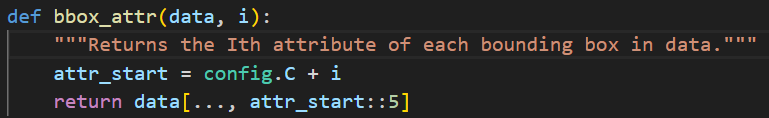 def bbox_attr(data, i):
    """Returns the Ith attribute of each bounding box in data."""
    attr_start = config.C + i
    return data[..., attr_start::5]